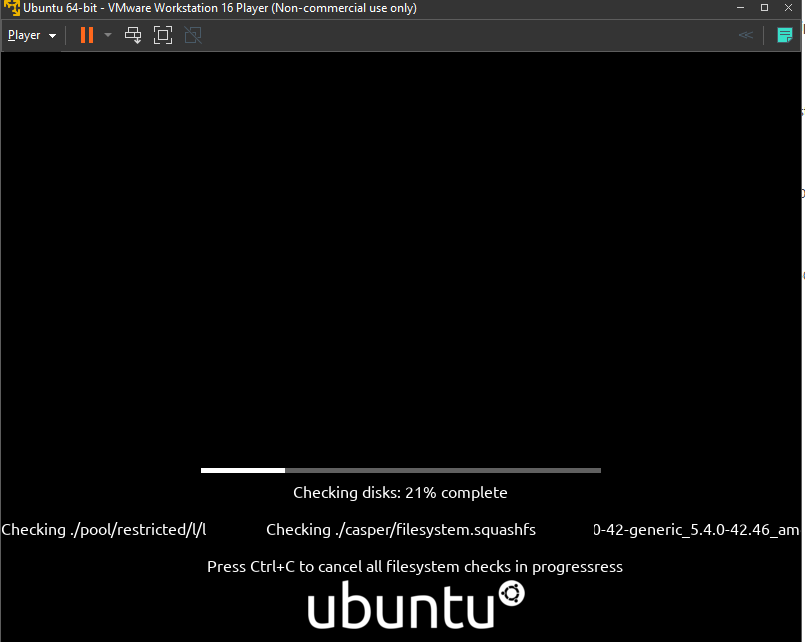 Ubuntu 64-bit - VMware Workstation 16 Player (Non-commercial use only)
Player
Checking disks: 21% complete
Checking ./pool/restricted/l/l Checking ./casper/filesystem.squashfs 0-42-generic_5.4.0-42.46_am
Press Ctrl+C to cancel all filesystem checks in progressress
ubuntu